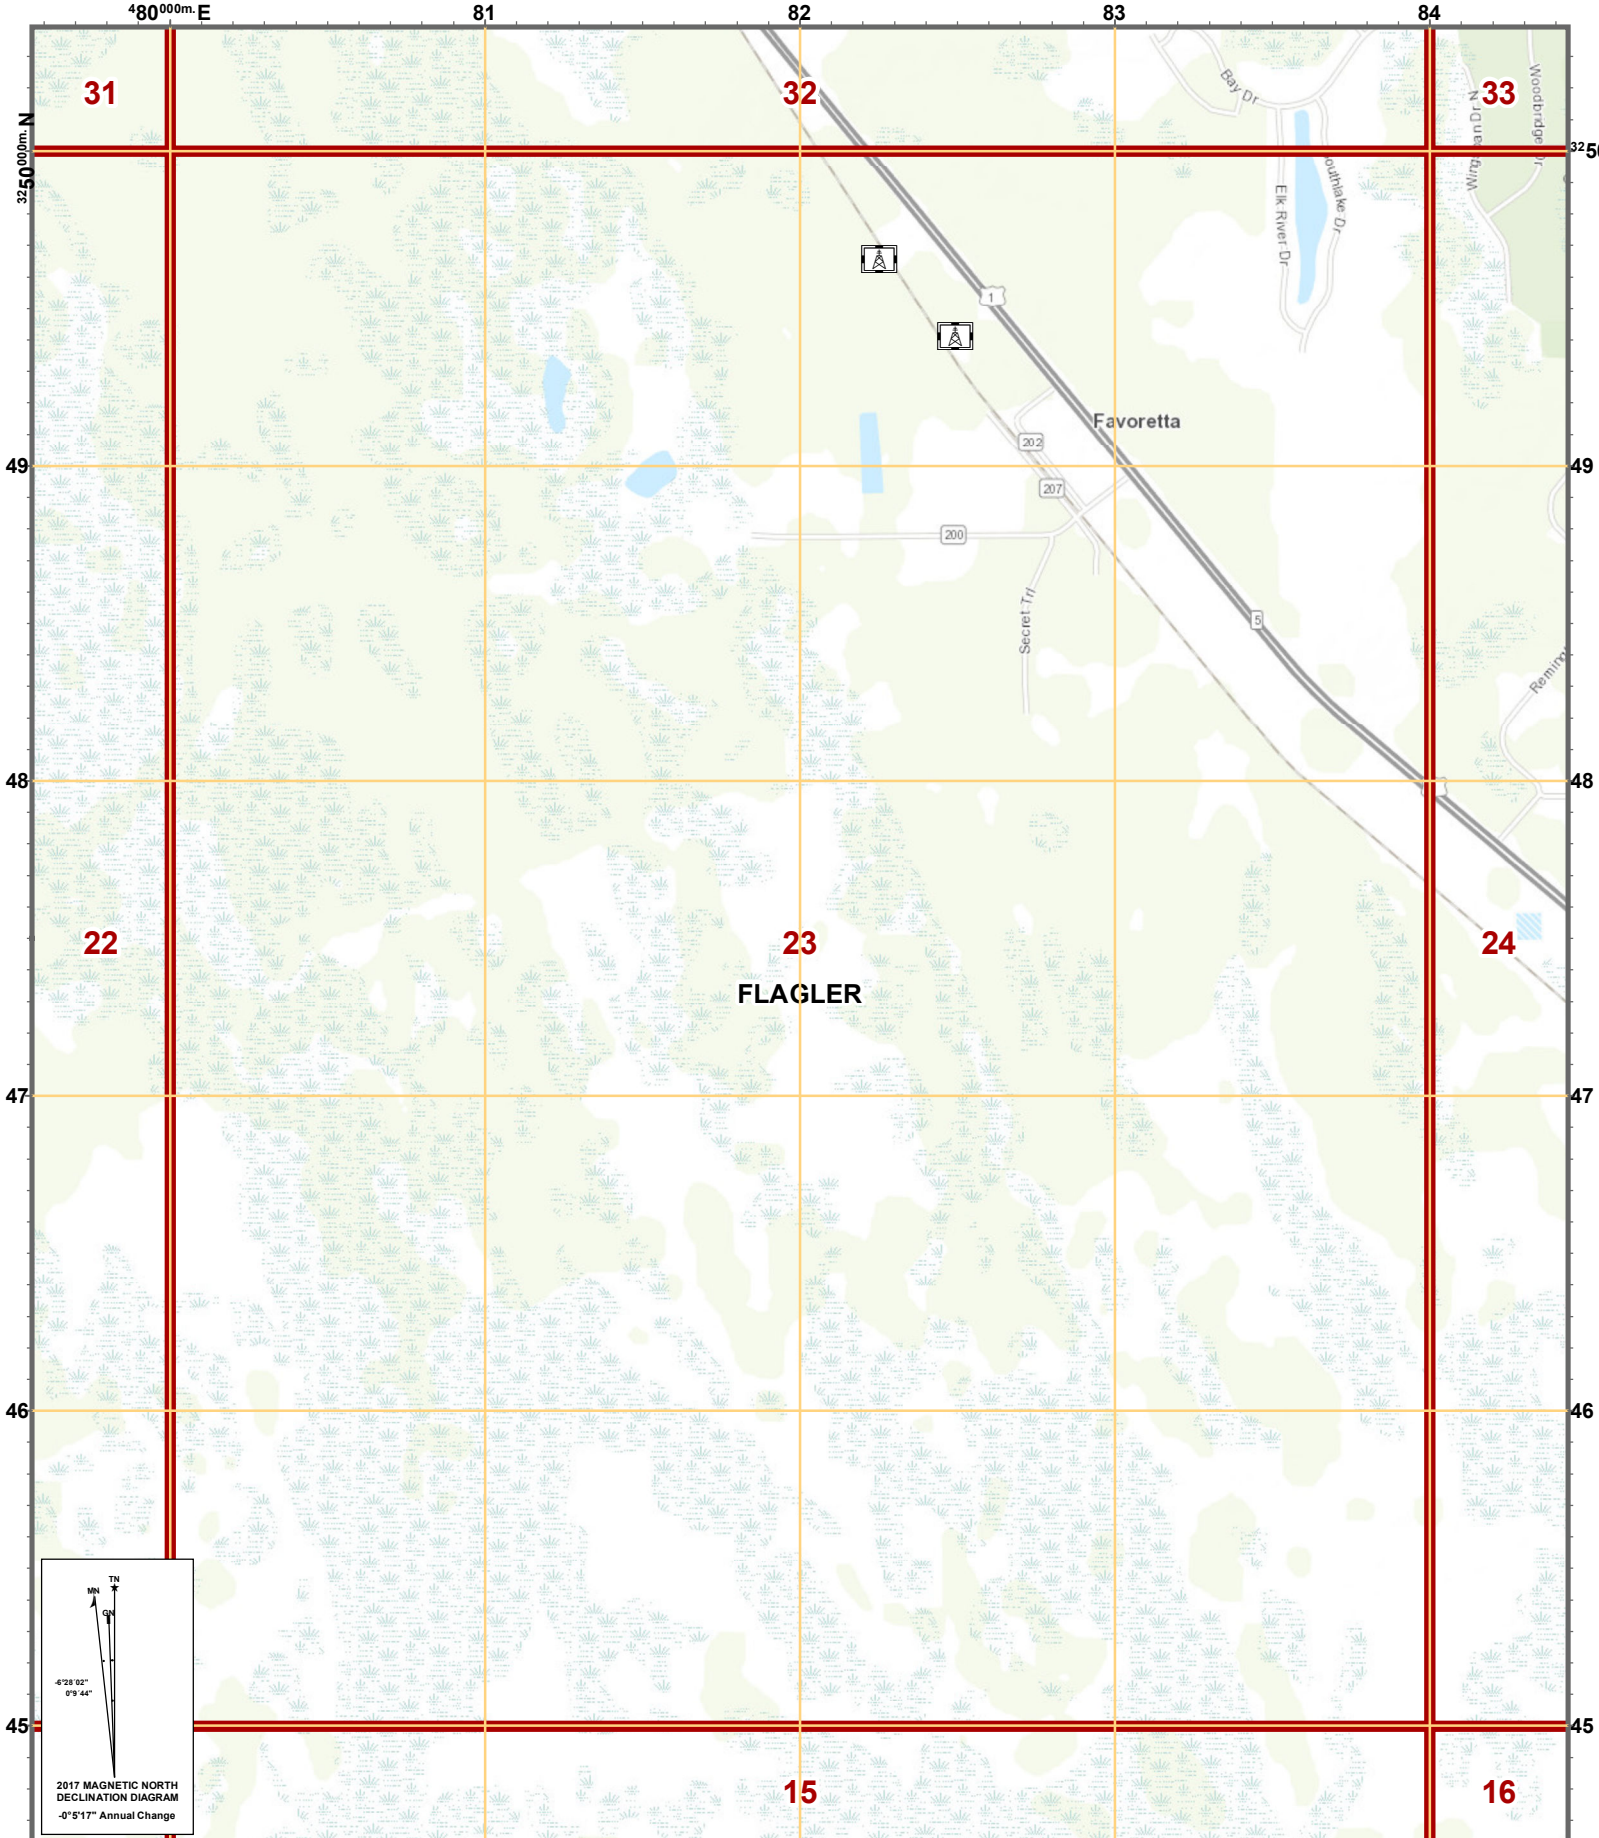 480000m.E 81 82 83 84
31 32 33
Bay Dr
Woodbridge Dr
3250000m.N
Elk River Dr
Southlake Dr
1
Favoretta
202
49 49
207
200
Secret Trl
5
Reming
48 48
22 23 24
FLAGLER
47 47
46 46
TN
MN
GN
-6°28'02"
0°9'44"
45 45
2017 MAGNETIC NORTH
DECLINATION DIAGRAM
-0°5'17" Annual Change
15 16